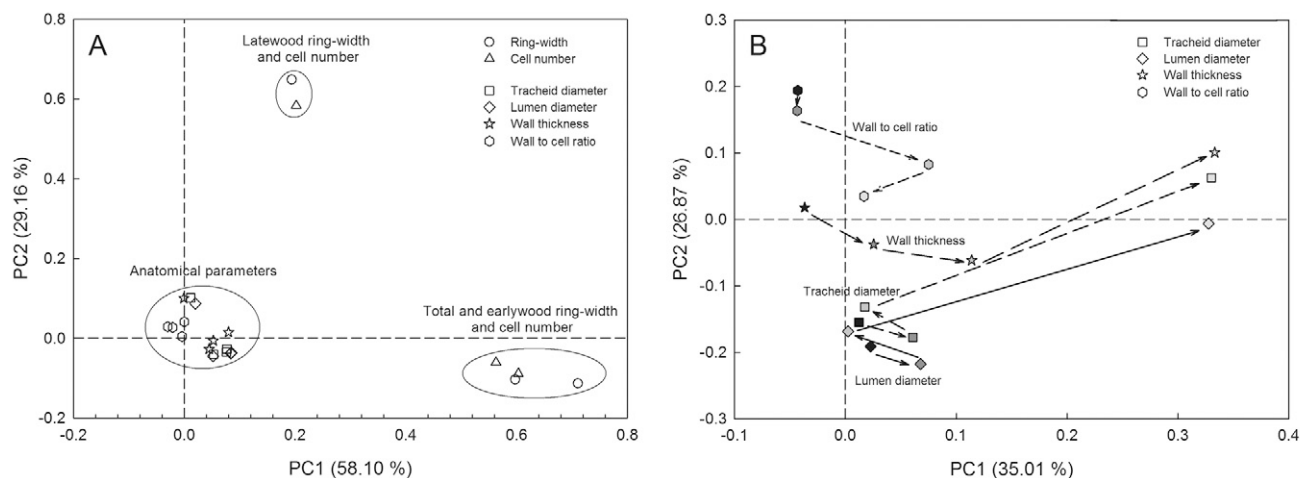 A
Latewood ring-width
and cell number
Ring-width
Cell number
Tracheid diameter
Lumen diameter
Wall thickness
Wall to cell ratio
Anatomical parameters
Total and earlywood ring-width
and cell number
PC2 (29.16 %)
0.8
0.6
0.4
0.2
0.0
-0.2
-0.2
0.0
0.2
0.4
0.6
0.8
PC1 (58.10 %)
B
Tracheid diameter
Lumen diameter
Wall thickness
Wall to cell ratio
Wall to cell ratio
Wall thickness
Tracheid diameter
Lumen diameter
PC2 (26.87 %)
0.3
0.2
0.1
0.0
-0.1
-0.2
-0.3
-0.1
0.0
0.1
0.2
0.3
0.4
PC1 (35.01 %)